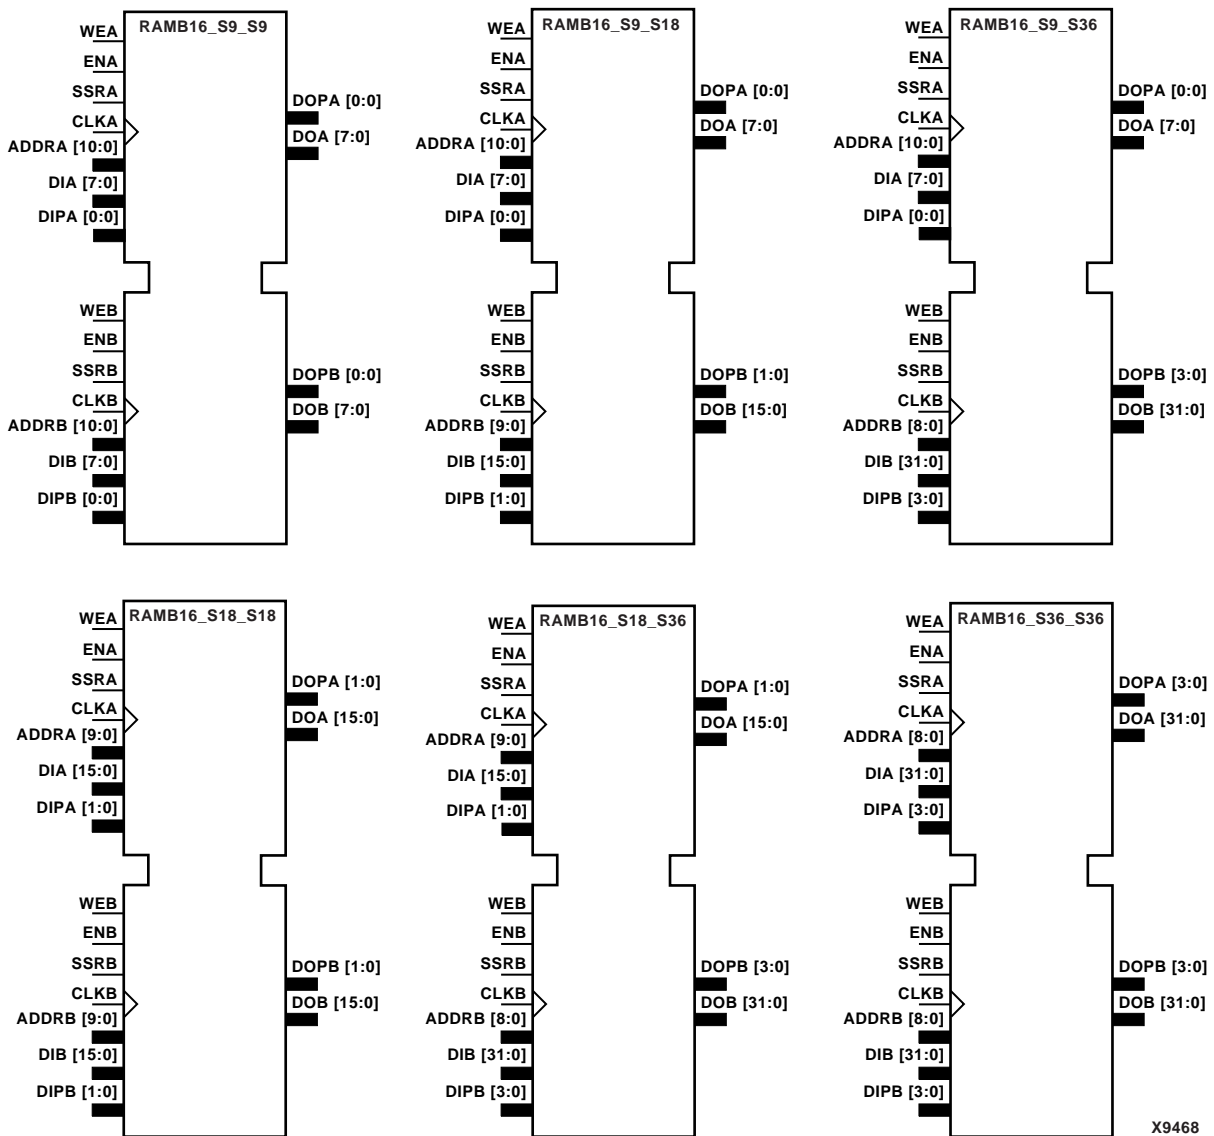 RAMB16_S9_S9
WEA
ENA
SSRA
CLKA
ADDRA [10:0]
DIA [7:0]
DIPA [0:0]
DOPA [0:0]
DOA [7:0]
WEB
ENB
SSRB
CLKB
ADDRB [10:0]
DIB [7:0]
DIPB [0:0]
DOPB [0:0]
DOB [7:0]
RAMB16_S9_S18
WEA
ENA
SSRA
CLKA
ADDRA [10:0]
DIA [7:0]
DIPA [0:0]
DOPA [0:0]
DOA [7:0]
WEB
ENB
SSRB
CLKB
ADDRB [9:0]
DIB [15:0]
DIPB [1:0]
DOPB [1:0]
DOB [15:0]
RAMB16_S9_S36
WEA
ENA
SSRA
CLKA
ADDRA [10:0]
DIA [7:0]
DIPA [0:0]
DOPA [0:0]
DOA [7:0]
WEB
ENB
SSRB
CLKB
ADDRB [8:0]
DIB [31:0]
DIPB [3:0]
DOPB [3:0]
DOB [31:0]
RAMB16_S18_S18
WEA
ENA
SSRA
CLKA
ADDRA [9:0]
DIA [15:0]
DIPA [1:0]
DOPA [1:0]
DOA [15:0]
WEB
ENB
SSRB
CLKB
ADDRB [9:0]
DIB [15:0]
DIPB [1:0]
DOPB [1:0]
DOB [15:0]
RAMB16_S18_S36
WEA
ENA
SSRA
CLKA
ADDRA [9:0]
DIA [15:0]
DIPA [1:0]
DOPA [1:0]
DOA [15:0]
WEB
ENB
SSRB
CLKB
ADDRB [8:0]
DIB [31:0]
DIPB [3:0]
DOPB [3:0]
DOB [31:0]
RAMB16_S36_S36
WEA
ENA
SSRA
CLKA
ADDRA [8:0]
DIA [31:0]
DIPA [3:0]
DOPA [3:0]
DOA [31:0]
WEB
ENB
SSRB
CLKB
ADDRB [8:0]
DIB [31:0]
DIPB [3:0]
DOPB [3:0]
DOB [31:0]
X9468